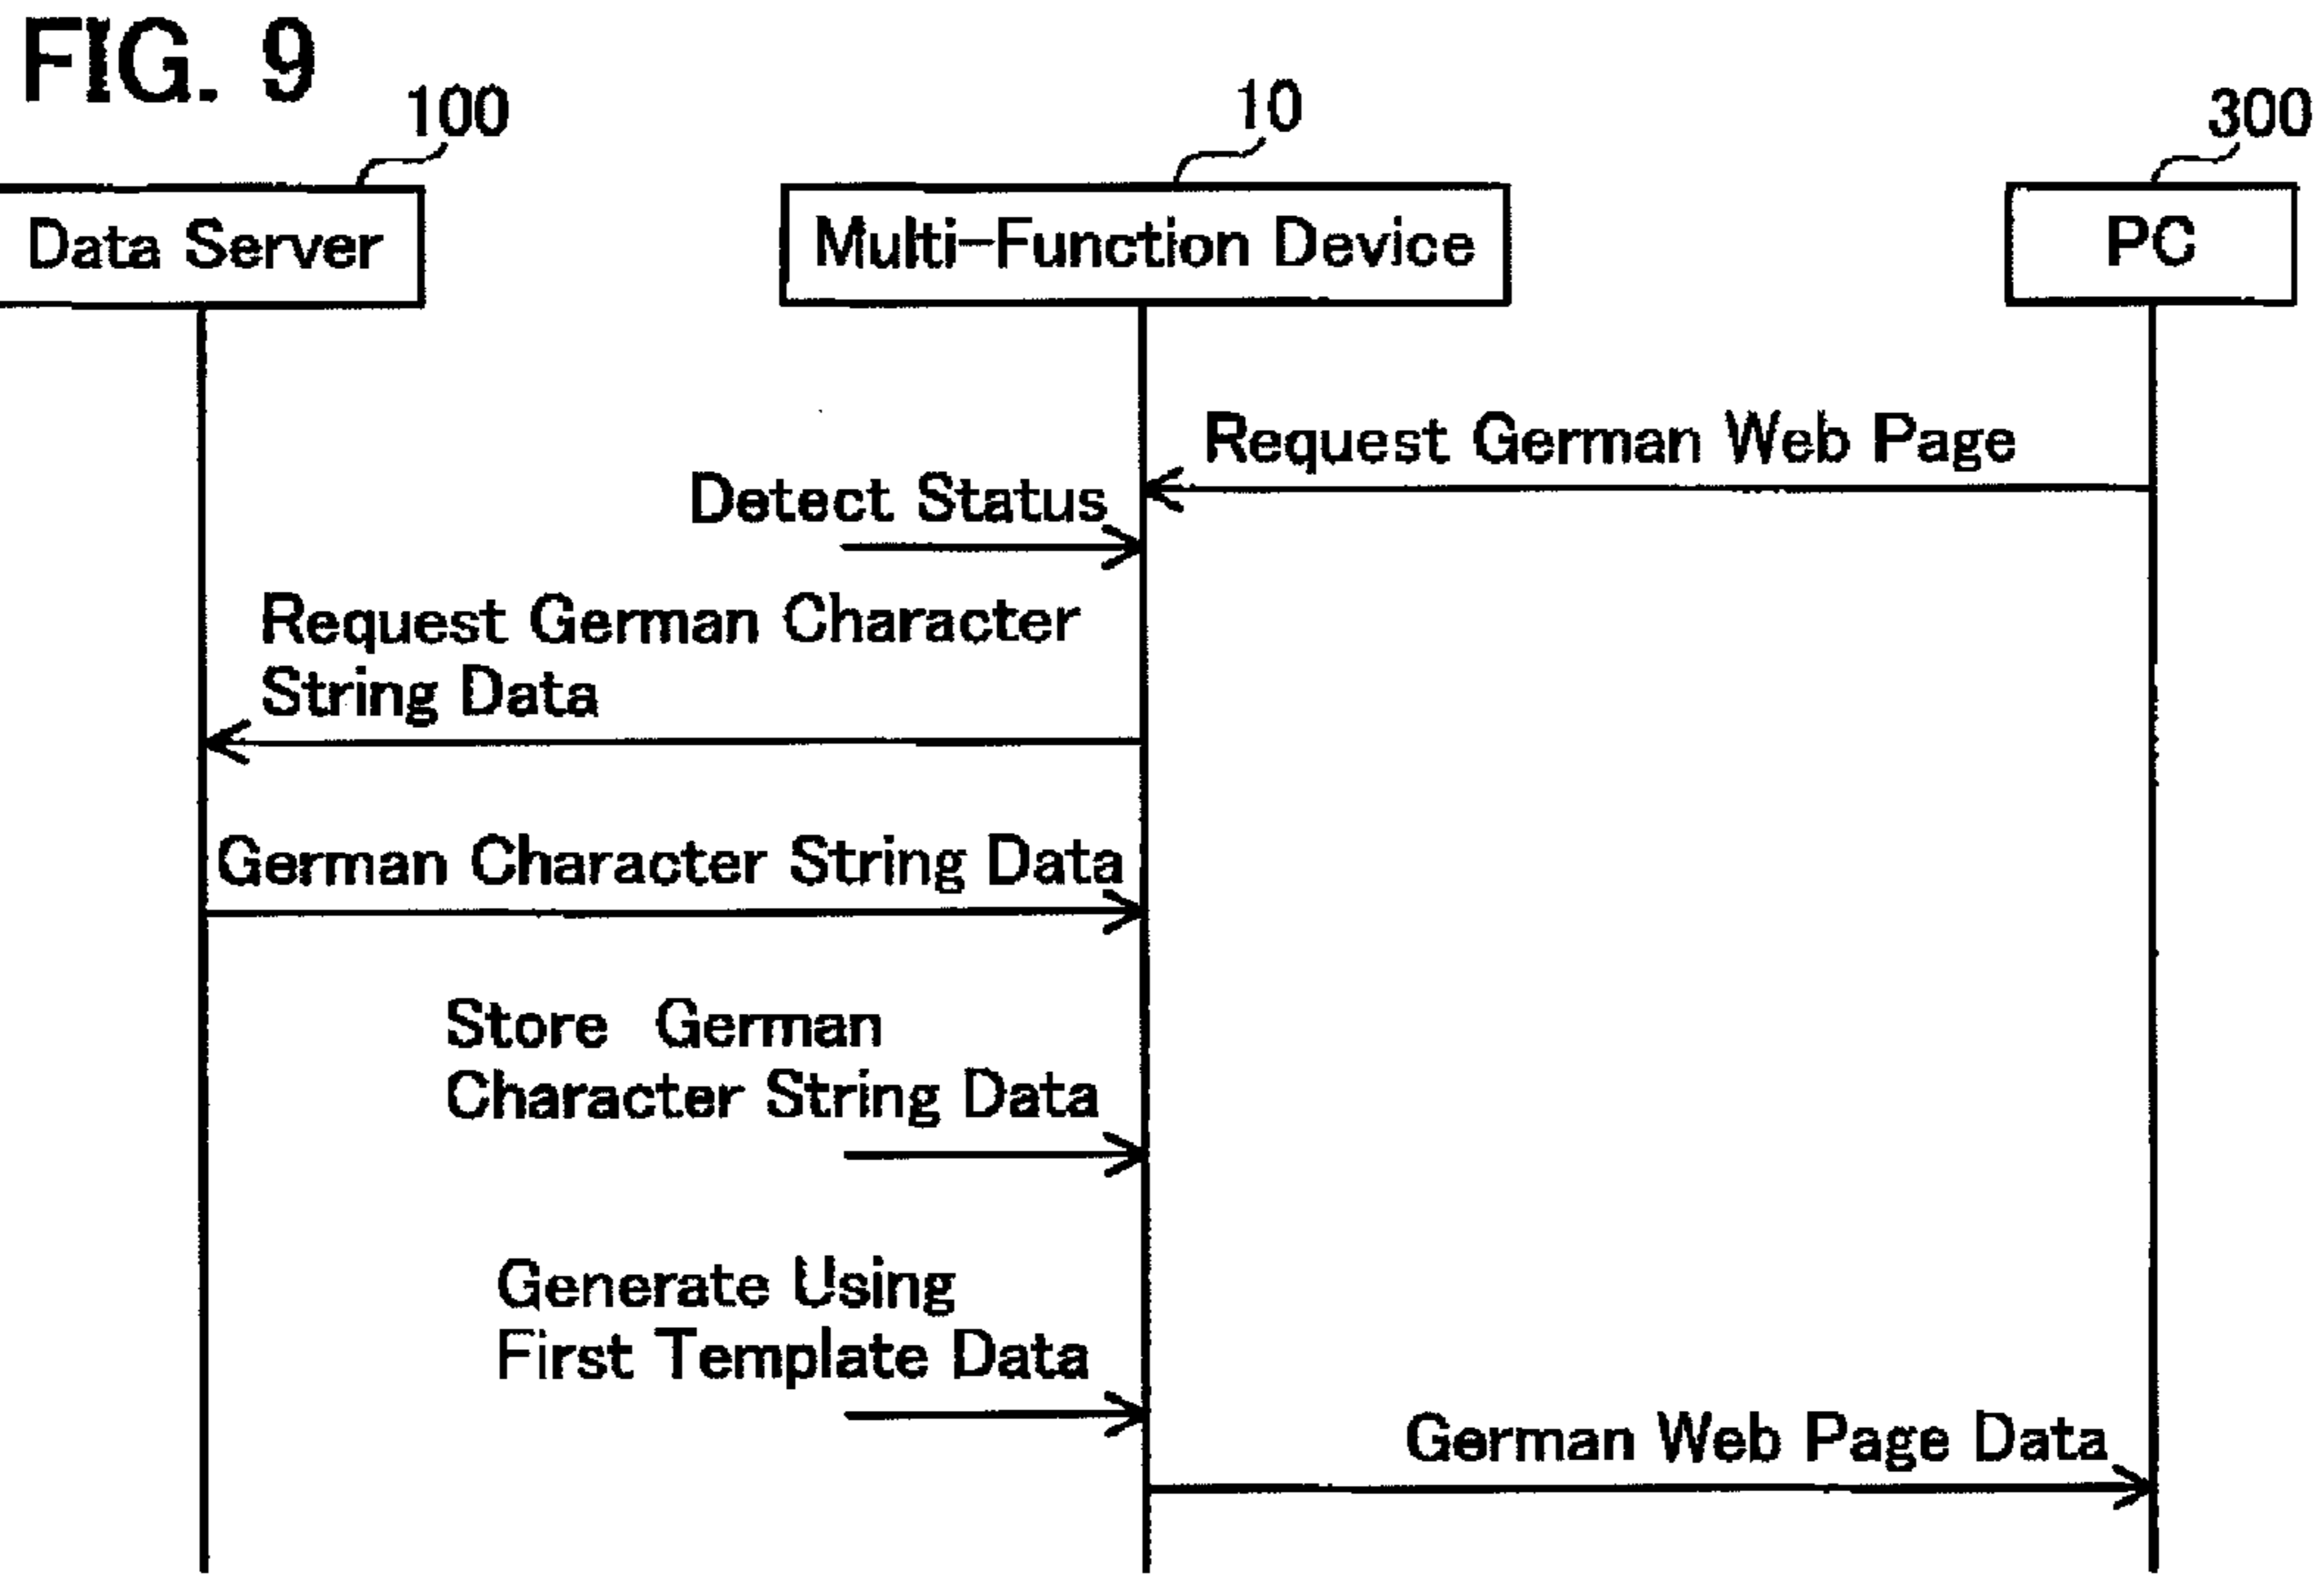 FIG. 9
100
10
300
Data Server
Multi-Function Device
PC
Request German Web Page
Detect Status
Request German Character
String Data
German Character String Data
Store German
Character String Data
Generate Using
First Template Data
German Web Page Data